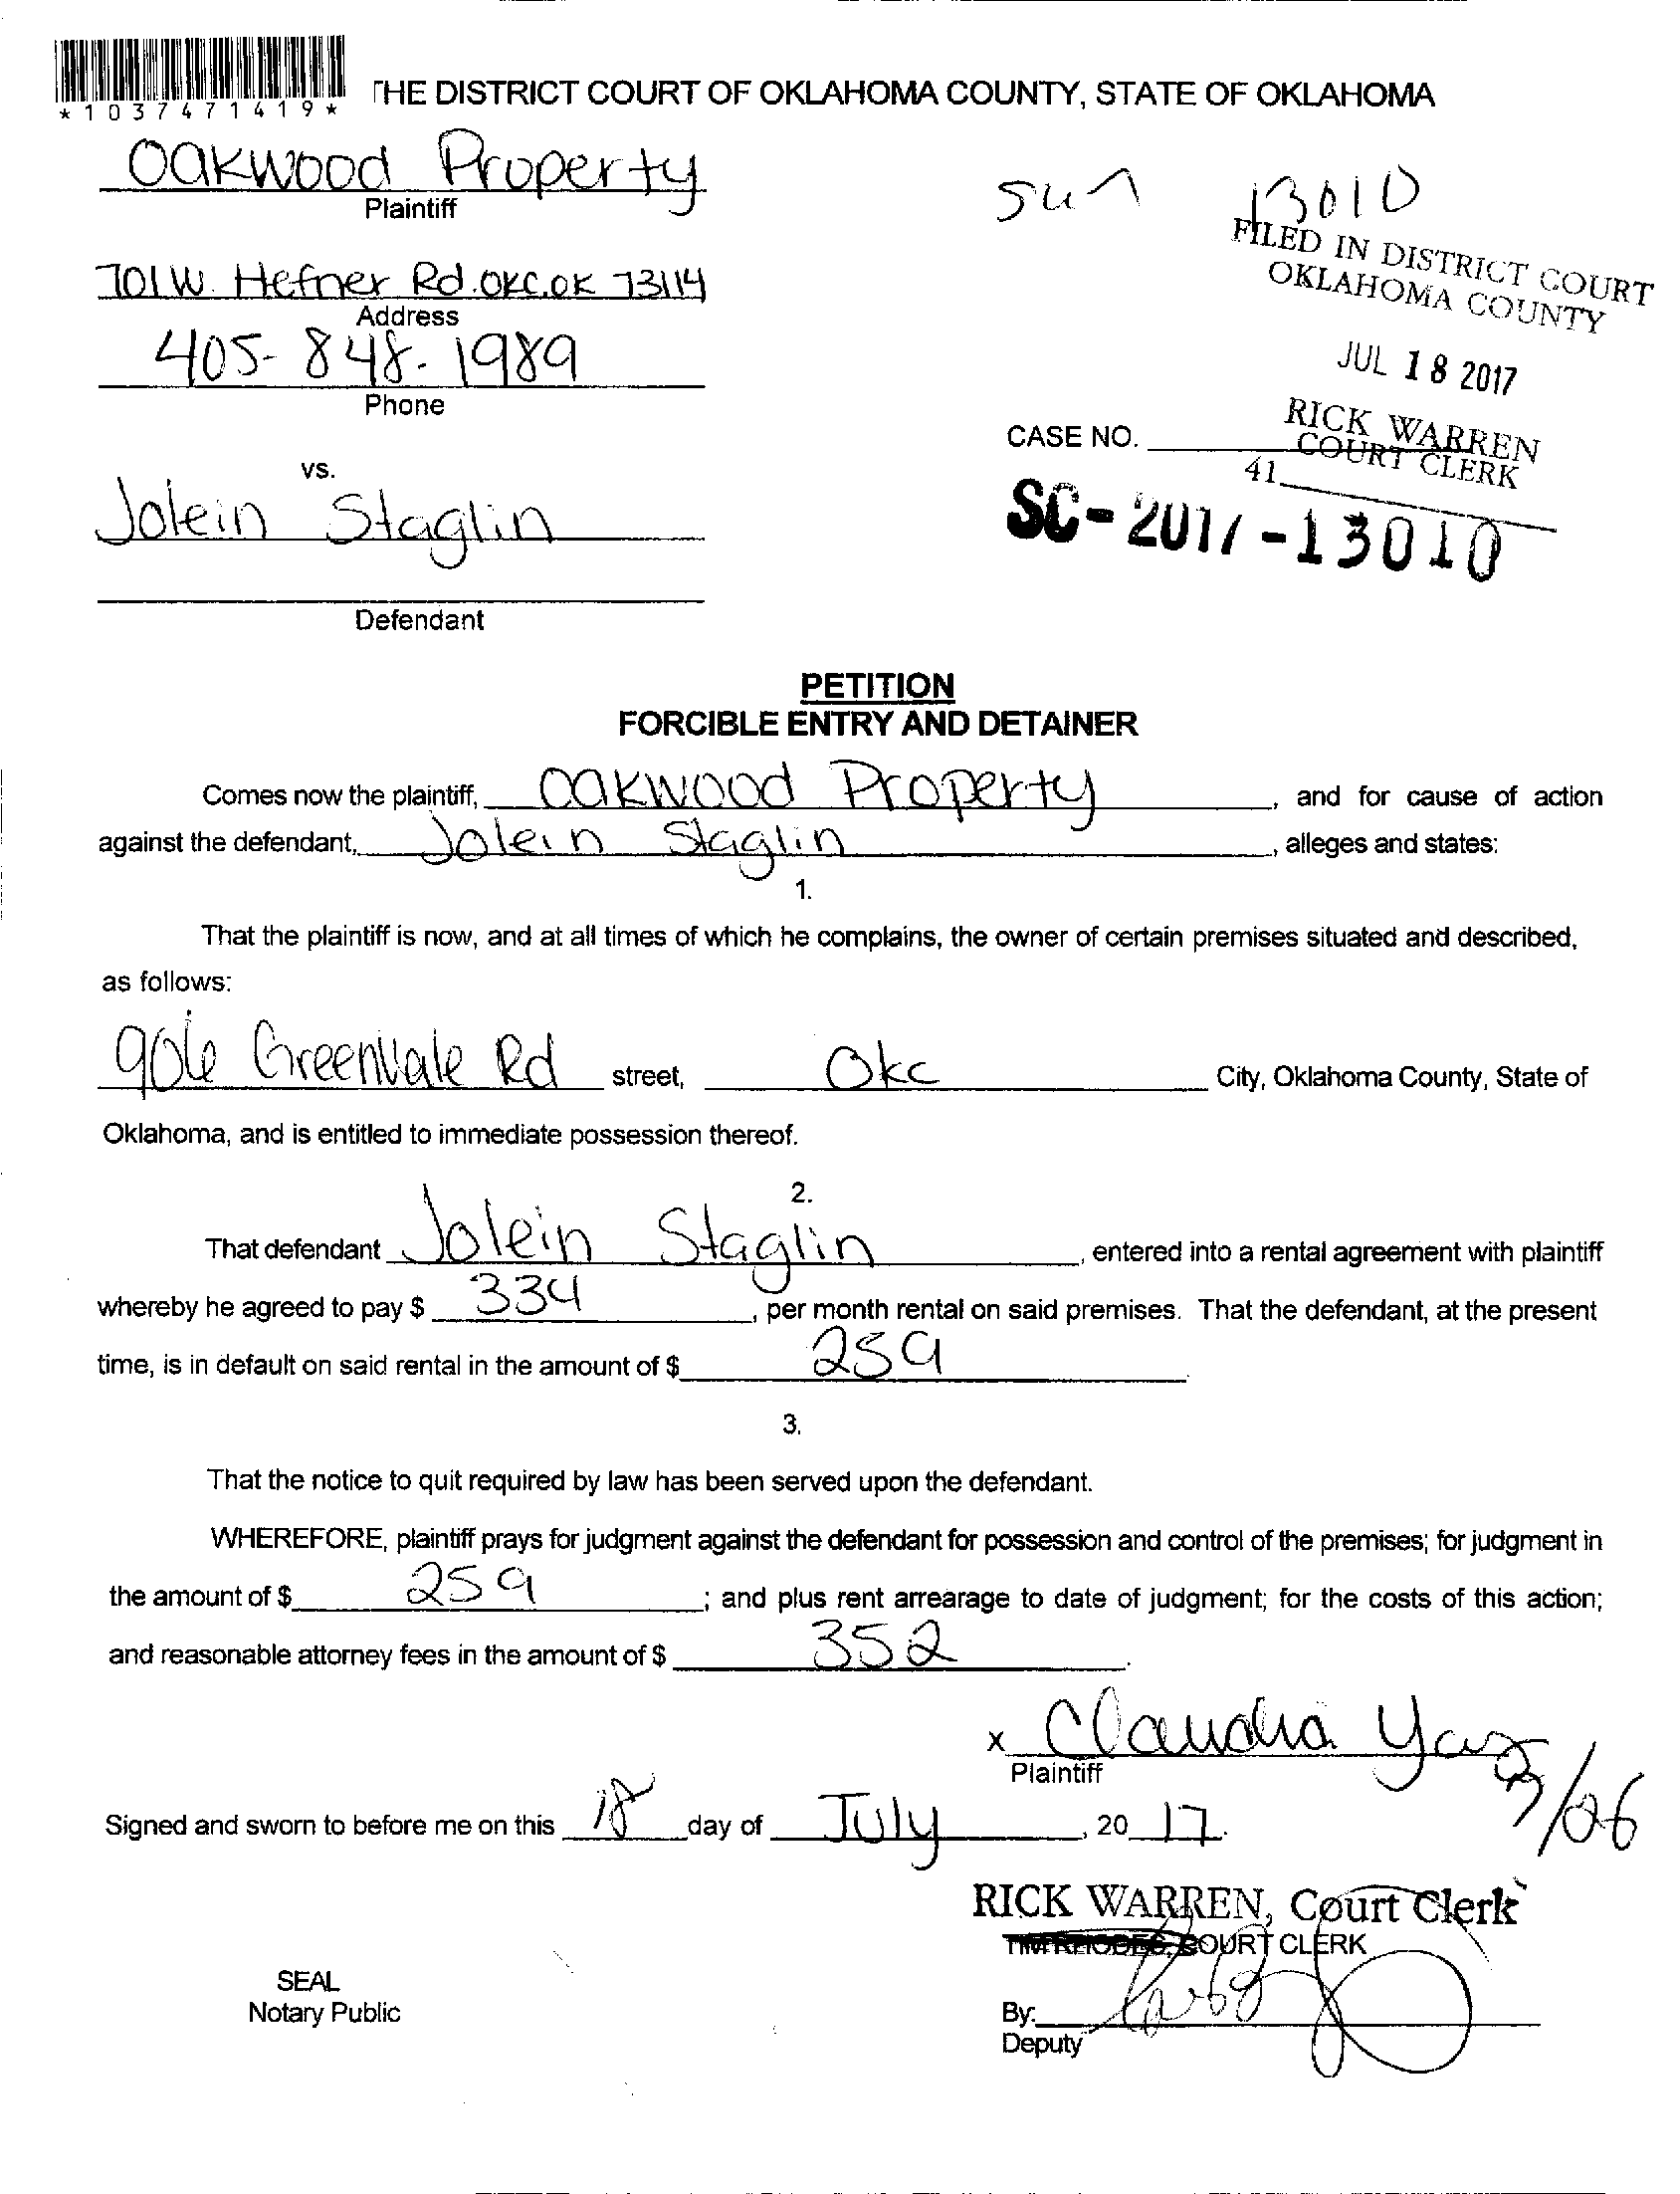 *1037471419*
THE DISTRICT COURT OF OKLAHOMA COUNTY, STATE OF OKLAHOMA
Oakwood Property
Plaintiff
13010
FILED IN DISTRICT COURT
OKLAHOMA COUNTY
701 W. Hefner Rd. OKC. OK 73114
Address
JUL 18 2017
405-848-1989
Phone
RICK WARREN
COURT CLERK
CASE NO.
41
vs.
Jolein Staglin
SC-2017-13010
Defendant
PETITION
FORCIBLE ENTRY AND DETAINER
Comes now the plaintiff, Oakwood Property, and for cause of action
against the defendant, Jolein Staglin, alleges and states:
1.
That the plaintiff is now, and at all times of which he complains, the owner of certain premises situated and described,
as follows:
Greenvale Rd street, Okc City, Oklahoma County, State of
Oklahoma, and is entitled to immediate possession thereof.
2.
That defendant Jolein Staglin, entered into a rental agreement with plaintiff
whereby he agreed to pay $ 334, per month rental on said premises. That the defendant, at the present
time, is in default on said rental in the amount of $ 259.
3.
That the notice to quit required by law has been served upon the defendant.
WHEREFORE, plaintiff prays for judgment against the defendant for possession and control of the premises; for judgment in
the amount of $ 259; and plus rent arrearage to date of judgment; for the costs of this action;
and reasonable attorney fees in the amount of $ 352.
x Claudia
Plaintiff
Signed and sworn to before me on this 18 day of July, 2017.
RICK WARREN, Court Clerk
COURT CLERK
SEAL
Notary Public
By:
Deputy